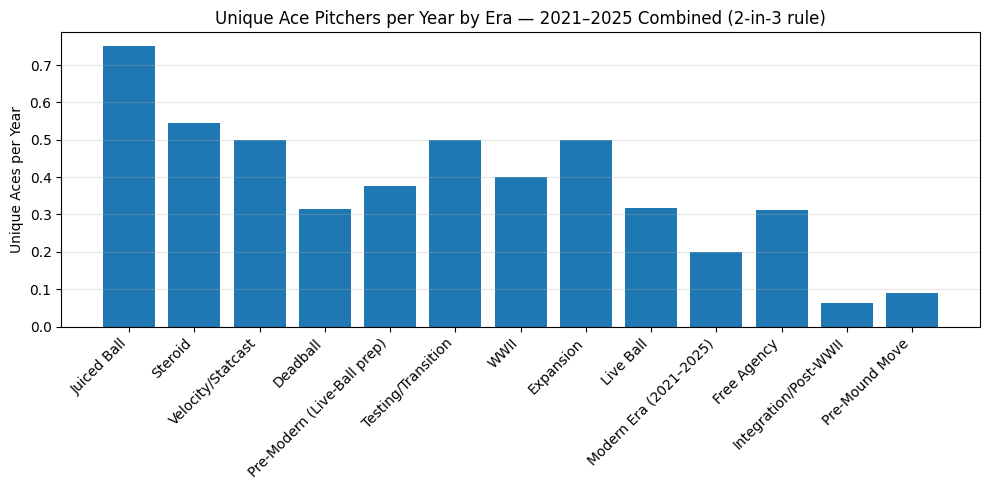 Unique Ace Pitchers per Year by Era — 2021–2025 Combined (2-in-3 rule)
Unique Aces per Year
0.7
0.6
0.5
0.4
0.3
0.2
0.1
0.0
Juiced Ball
Steroid
Velocity/Statcast
Deadball
Pre-Modern (Live-Ball prep)
Testing/Transition
WWII
Expansion
Live Ball
Modern Era (2021–2025)
Free Agency
Integration/Post-WWII
Pre-Mound Move